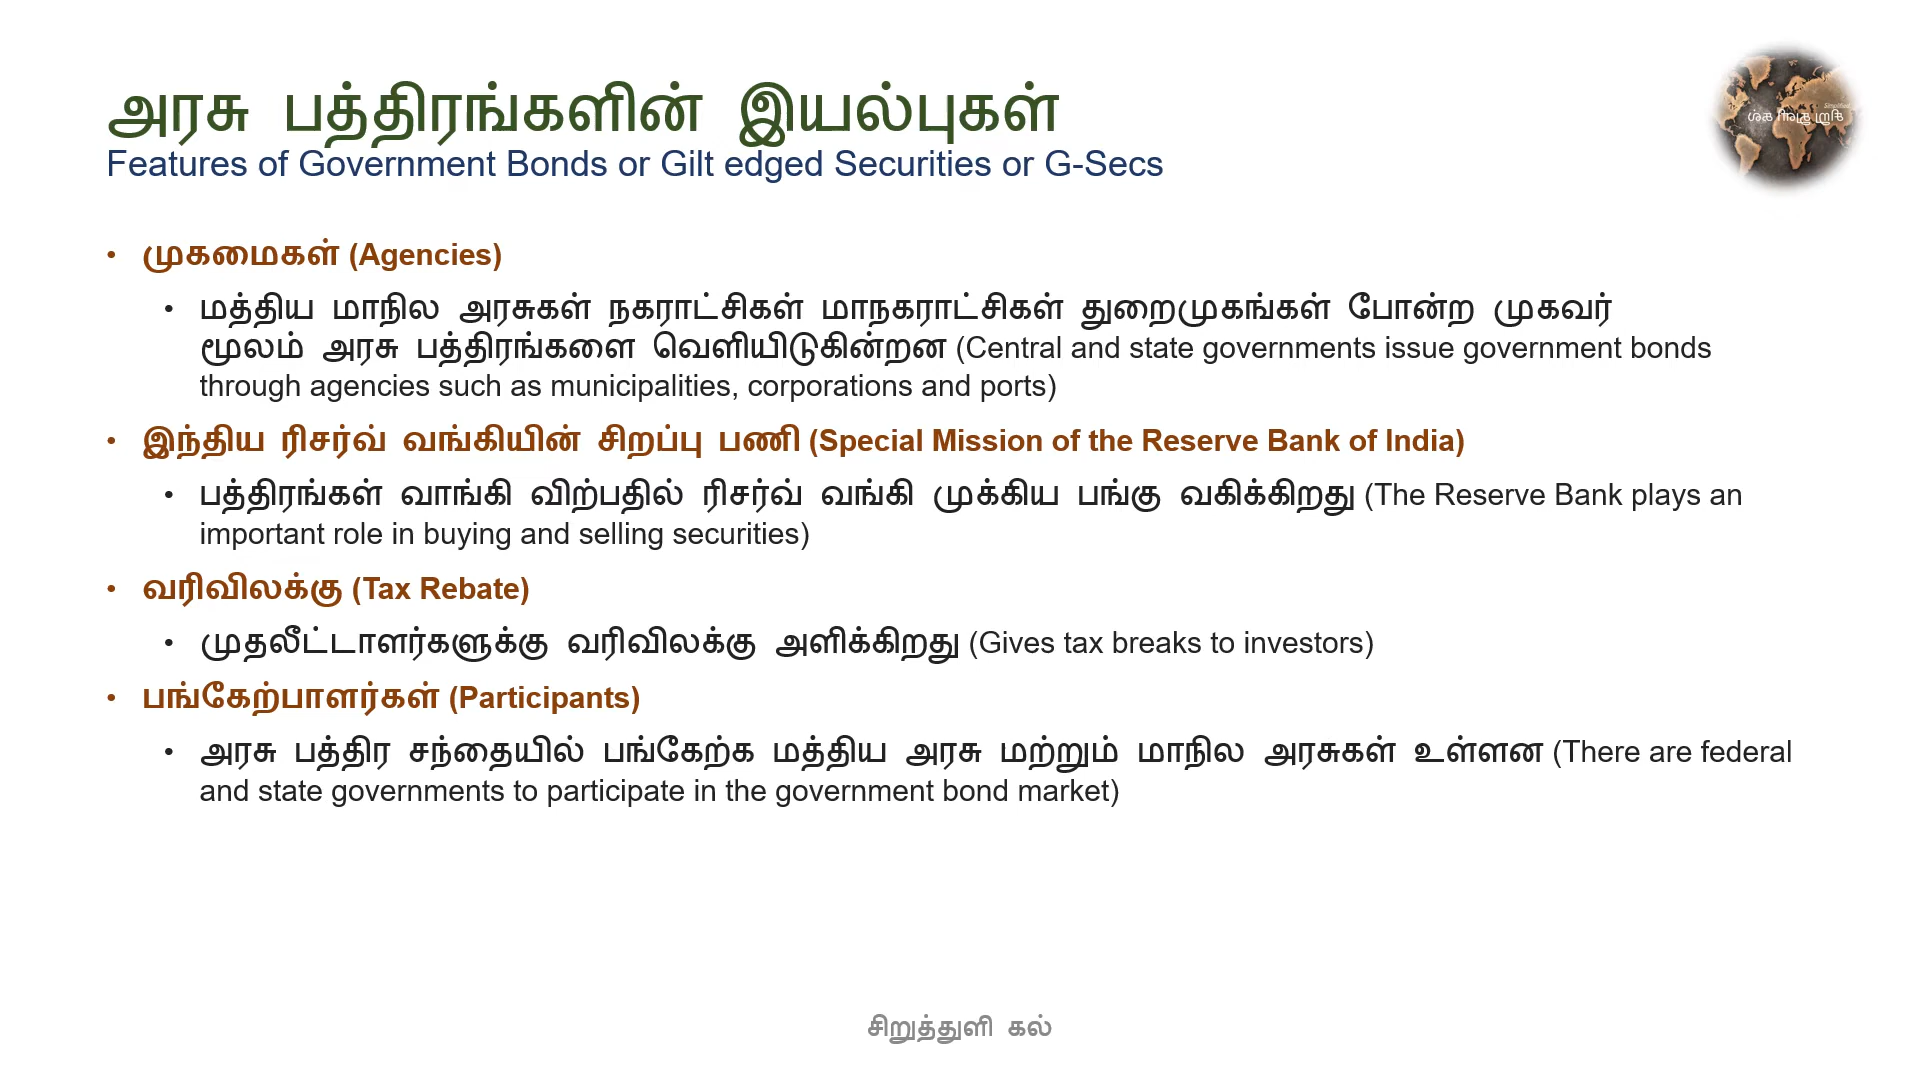 அரசு பத்திரங்களின் இயல்புகள்
Features of Government Bonds or Gilt edged Securities or G-Secs
• முகமைகள் (Agencies)
• மத்திய மாநில அரசுகள் நகராட்சிகள் மாநகராட்சிகள் துறைமுகங்கள் போன்ற முகவர்
மூலம் அரசு பத்திரங்களை வெளியிடுகின்றன (Central and state governments issue government bonds
through agencies such as municipalities, corporations and ports)
• இந்திய ரிசர்வ் வங்கியின் சிறப்பு பணி (Special Mission of the Reserve Bank of India)
• பத்திரங்கள் வாங்கி விற்பதில் ரிசர்வ் வங்கி முக்கிய பங்கு வகிக்கிறது (The Reserve Bank plays an
important role in buying and selling securities)
• வரிவிலக்கு (Tax Rebate)
• முதலீட்டாளர்களுக்கு வரிவிலக்கு அளிக்கிறது (Gives tax breaks to investors)
• பங்கேற்பாளர்கள் (Participants)
• அரசு பத்திர சந்தையில் பங்கேற்க மத்திய அரசு மற்றும் மாநில அரசுகள் உள்ளன (There are federal
and state governments to participate in the government bond market)
சிறுத்துளி கல்